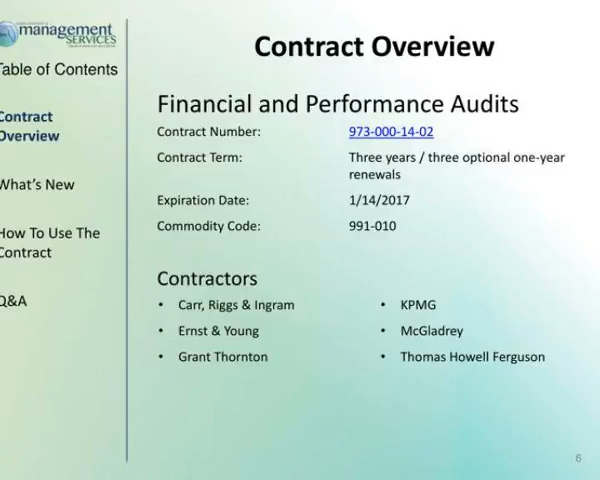 management
SERVICES
Table of Contents
Contract
Overview
What's New
How To Use The
Contract
Q&A
Contract Overview
Financial and Performance Audits
Contract Number: 973-000-14-02
Contract Term: Three years / three optional one-year
renewals
Expiration Date: 1/14/2017
Commodity Code: 991-010
Contractors
• Carr, Riggs & Ingram
• Ernst & Young
• Grant Thornton
• KPMG
• McGladrey
• Thomas Howell Ferguson
6